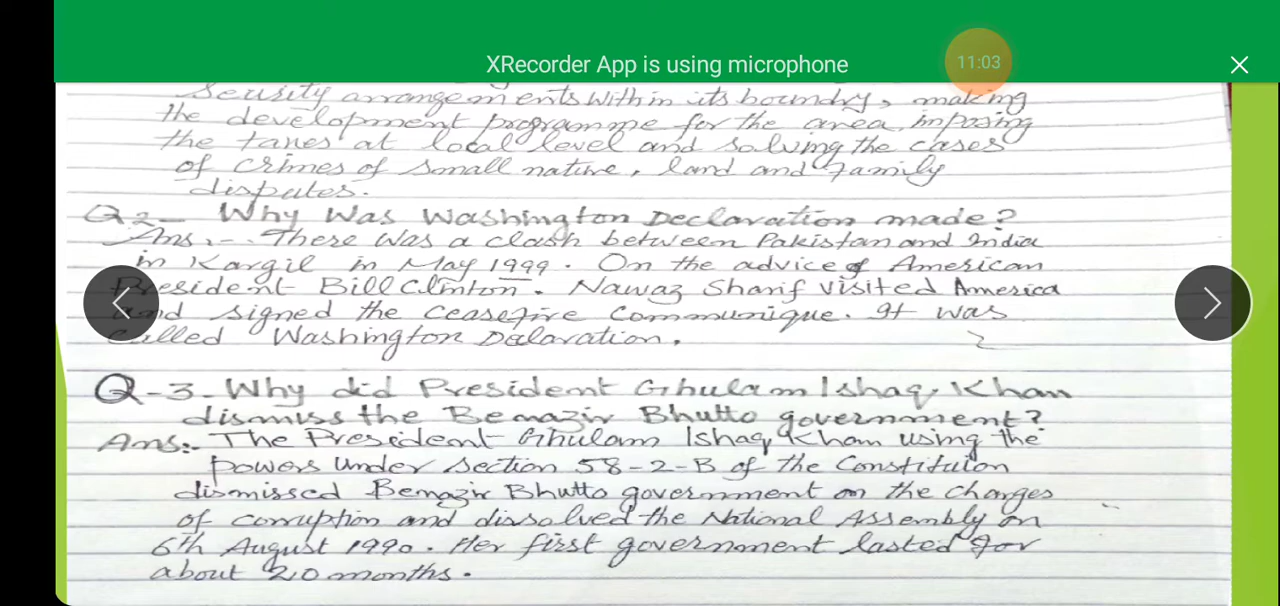 XRecorder App is using microphone
11:03
Security arrangements within its boundry, making
the development programme for the area, imposing
the taxes at local level and solving the cases
of crimes of small nature, land and family
disputes.
Q2- Why Was Washington Declaration made?
Ans:- There was a clash between Pakistan and India
in Kargil in May 1999. On the advice of American
President Bill Clinton. Nawaz Sharif visited America
and signed the ceasefire communique. It was
called Washington Dclaration.
Q-3- Why did President Ghulam Ishaq Khan
dismiss the Benazir Bhutto government?
Ans:- The President Ghulam Ishaq Khan using the
powers under section 58-2-B of the Constituion
dismissed Benazir Bhutto government on the charges
of corruption and dissolved the National Assembly on
6th August 1990. Her first government lasted for
about 20 months.